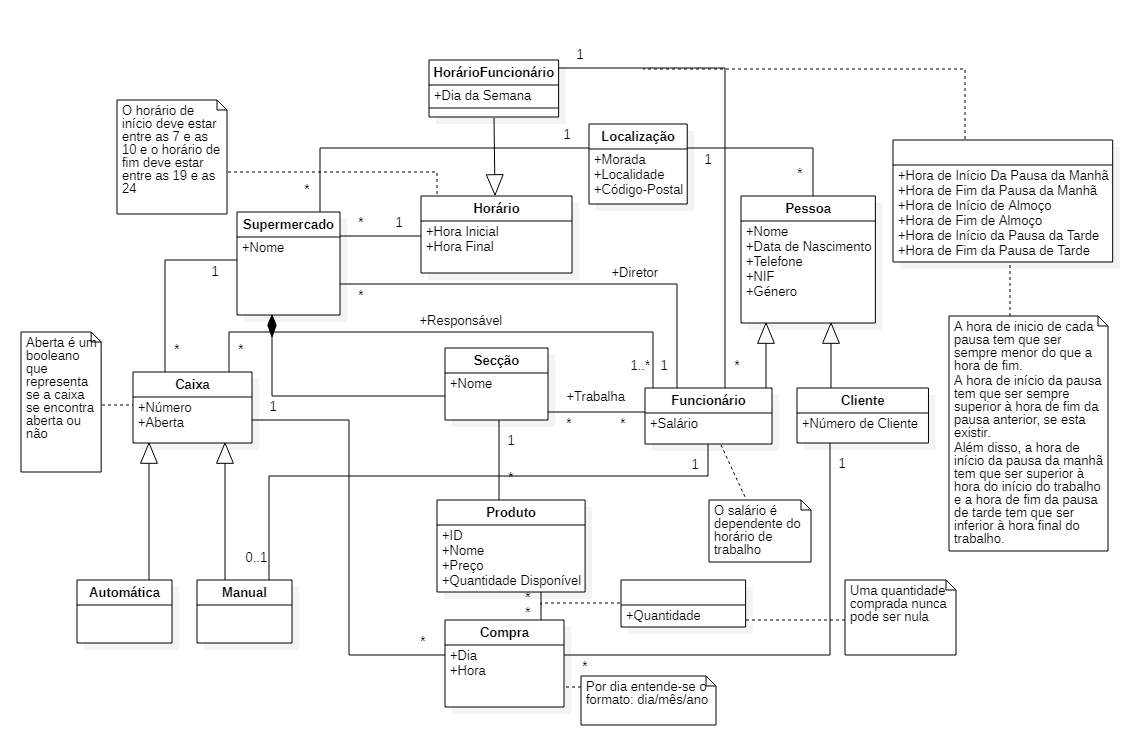 1
HorárioFuncionário
+Dia da Semana
O horário de
início deve estar
entre as 7 e as
10 e o horário de
fim deve estar
entre as 19 e as
24
1
Localização
+Morada
+Localidade
+Código-Postal
1
*
*
+Hora de Início Da Pausa da Manhã
+Hora de Fim da Pausa da Manhã
+Hora de Início de Almoço
+Hora de Fim de Almoço
+Hora de Início da Pausa da Tarde
+Hora de Fim da Pausa de Tarde
Supermercado
+Nome
*
1
Horário
+Hora Inicial
+Hora Final
Pessoa
+Nome
+Data de Nascimento
+Telefone
+NIF
+Género
1
*
+Diretor
+Responsável
*
*
1..*
1
*
Aberta é um
booleano
que
representa
se a caixa
se encontra
aberta ou
não
Caixa
+Número
+Aberta
1
Secção
+Nome
+Trabalha
*
*
Funcionário
+Salário
Cliente
+Número de Cliente
A hora de inicio de cada
pausa tem que ser
sempre menor do que a
hora de fim.
A hora de início da pausa
tem que ser sempre
superior à hora de fim da
pausa anterior, se esta
existir.
Além disso, a hora de
início da pausa da manhã
tem que ser superior à
hora do início do trabalho
e a hora de fim da pausa
de tarde tem que ser
inferior à hora final do
trabalho.
1
*
1
1
O salário é
dependente do
horário de
trabalho
Produto
+ID
+Nome
+Preço
+Quantidade Disponível
0..1
Automática
Manual
*
*
+Quantidade
Uma quantidade
comprada nunca
pode ser nula
*
Compra
+Dia
+Hora
*
Por dia entende-se o
formato: dia/mês/ano